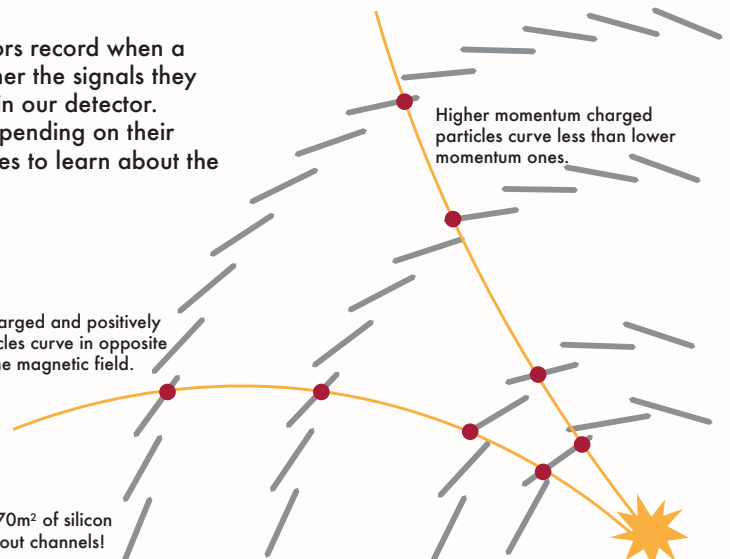 ors record when a
her the signals they
in our detector.
pending on their
es to learn about the
Higher momentum charged
particles curve less than lower
momentum ones.
arged and positively
cles curve in opposite
he magnetic field.
70m² of silicon
out channels!